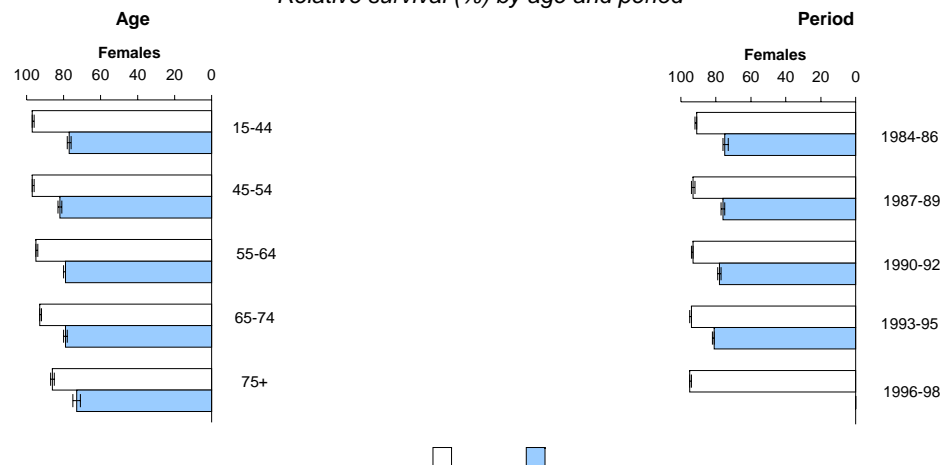 Relative survival (%) by age and period
Age
Females
100 80 60 40 20 0
15-44
45-54
55-64
65-74
75+
Period
Females
100 80 60 40 20 0
1984-86
1987-89
1990-92
1993-95
1996-98